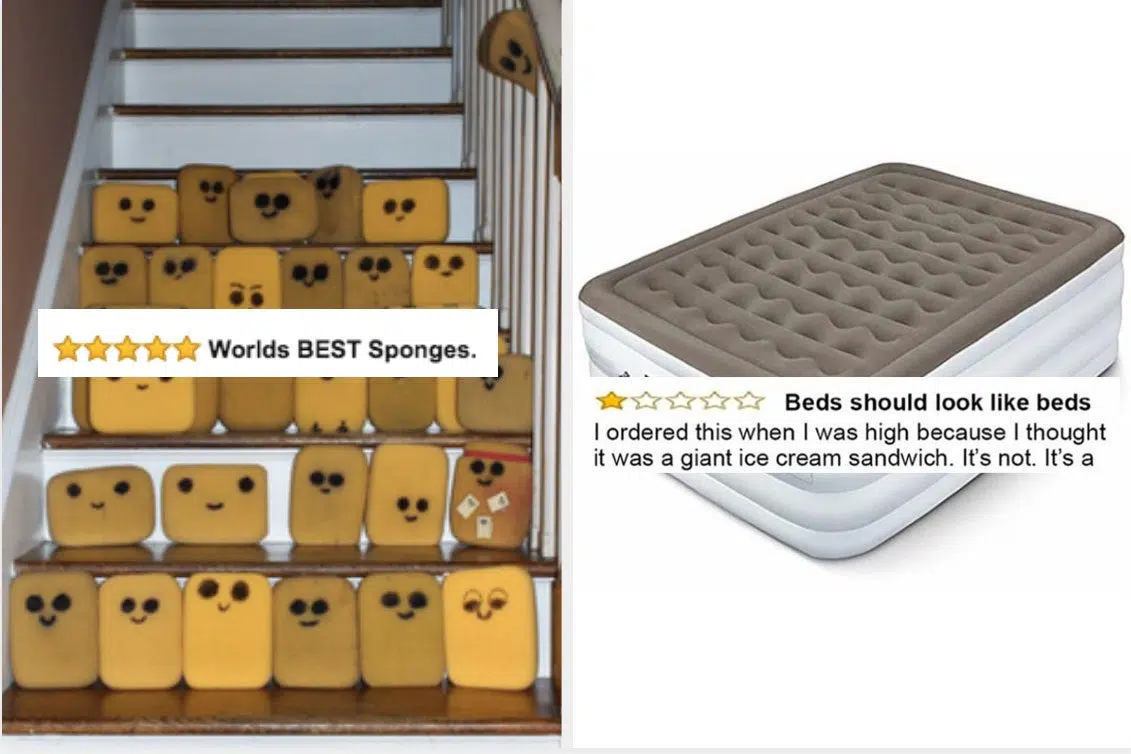 Worlds BEST Sponges.
Beds should look like beds
I ordered this when I was high because I thought
it was a giant ice cream sandwich. It's not. It's a